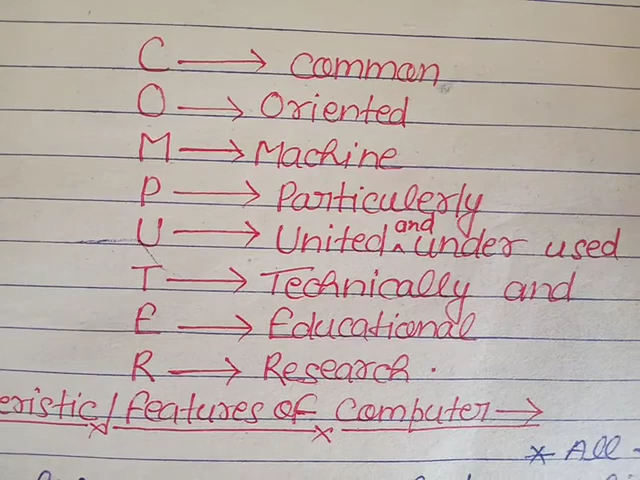 C → Common
O → Oriented
M → Machine
P → Particulerly
U → United and under used
T → Technically and
E → Educational
R → Research.
eristic/features of computer →
* All -